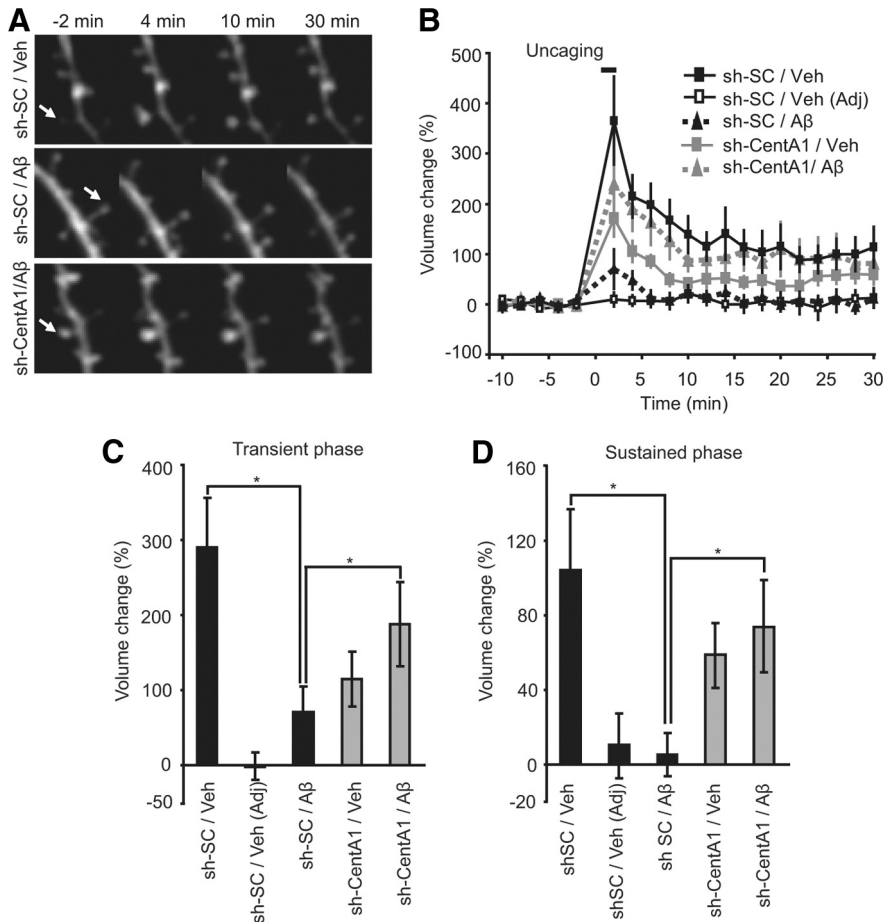 A
-2 min 4 min 10 min 30 min
sh-SC / Veh
sh-SC / Aβ
sh-CentA1/Aβ
B
Uncaging
sh-SC / Veh
sh-SC / Veh (Adj)
sh-SC / Aβ
sh-CentA1 / Veh
sh-CentA1/ Aβ
Volume change (%)
500
400
300
200
100
0
-100
-10 -5 0 5 10 15 20 25 30
Time (min)
C
Transient phase
Volume change (%)
400
300
200
100
0
-50
* *
sh-SC / Veh
sh-SC / Veh (Adj)
sh-SC / Aβ
sh-CentA1 / Veh
sh-CentA1 / Aβ
D
Sustained phase
Volume change (%)
160
120
80
40
0
-20
* *
shSC / Veh
shSC / Veh (Adj)
sh SC / Aβ
sh-CentA1 / Veh
sh-CentA1 / Aβ